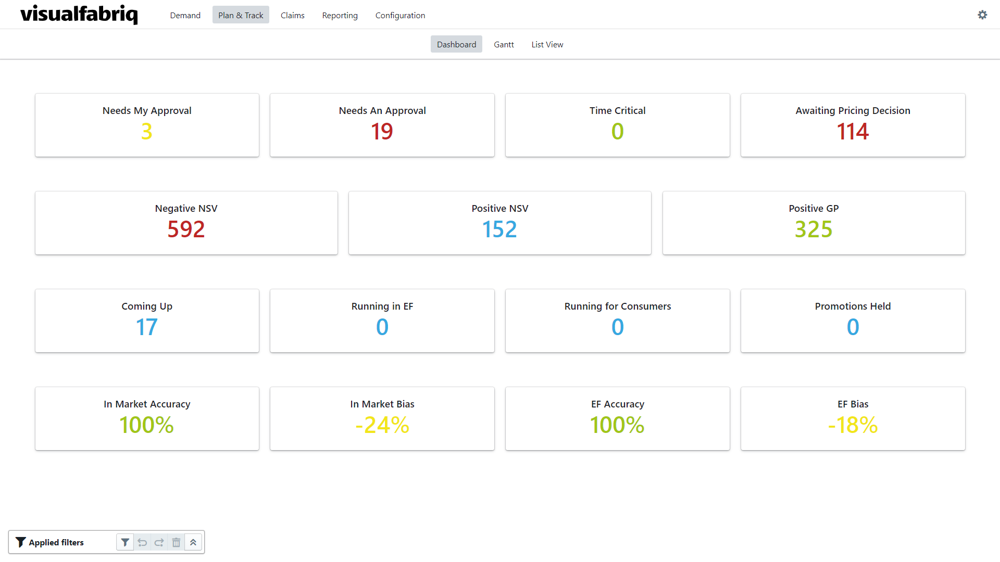 visualfabriq
Demand
Plan & Track
Claims
Reporting
Configuration
Dashboard
Gantt
List View
Needs My Approval
3
Needs An Approval
19
Time Critical
0
Awaiting Pricing Decision
114
Negative NSV
592
Positive NSV
152
Positive GP
325
Coming Up
17
Running in EF
0
Running for Consumers
0
Promotions Held
0
In Market Accuracy
100%
In Market Bias
-24%
EF Accuracy
100%
EF Bias
-18%
Applied filters